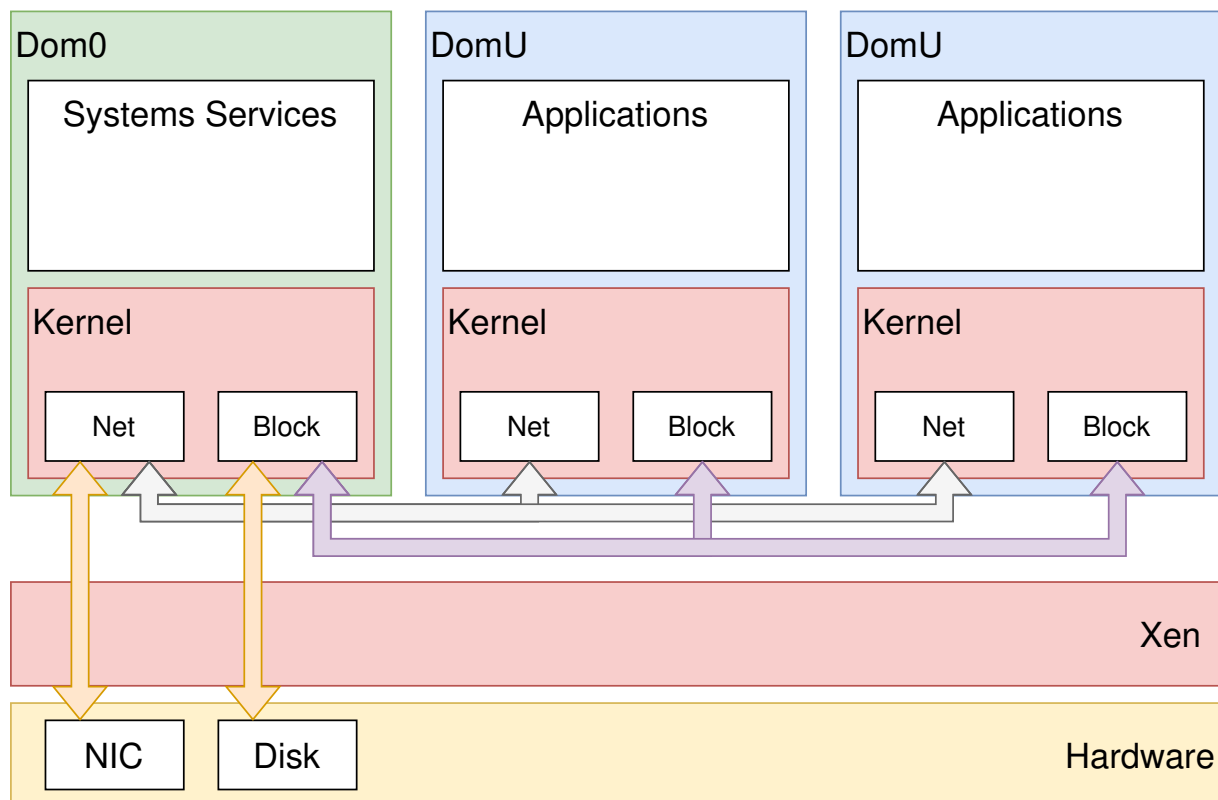 Dom0
Systems Services
Kernel
Net
Block
DomU
Applications
Kernel
Net
Block
DomU
Applications
Kernel
Net
Block
Xen
NIC
Disk
Hardware